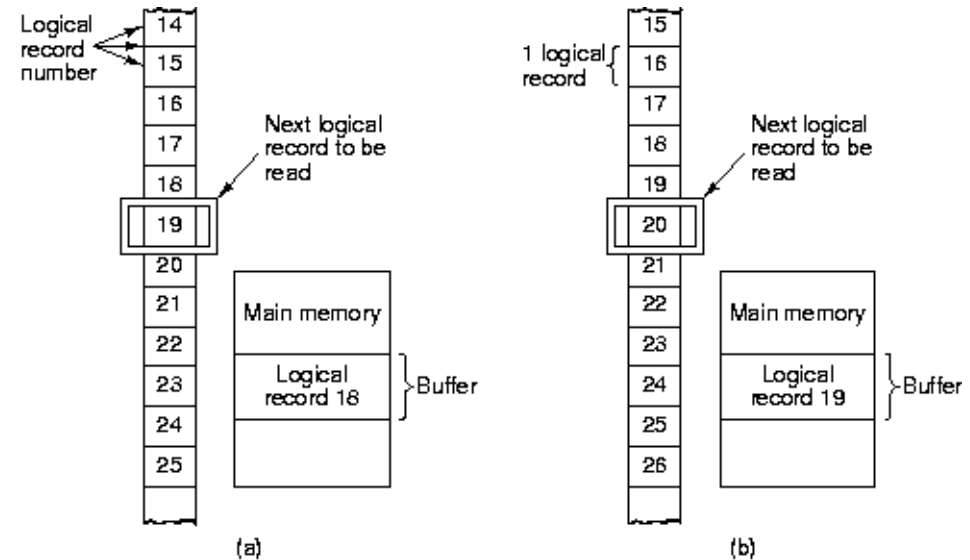 Logical
record
number
14
15
16
17
18
19
20
21
22
23
24
25
Next logical
record to be
read
Main memory
Logical
record 18
Buffer
(a)
1 logical
record
15
16
17
18
19
20
21
22
23
24
25
26
Next logical
record to be
read
Main memory
Logical
record 19
Buffer
(b)